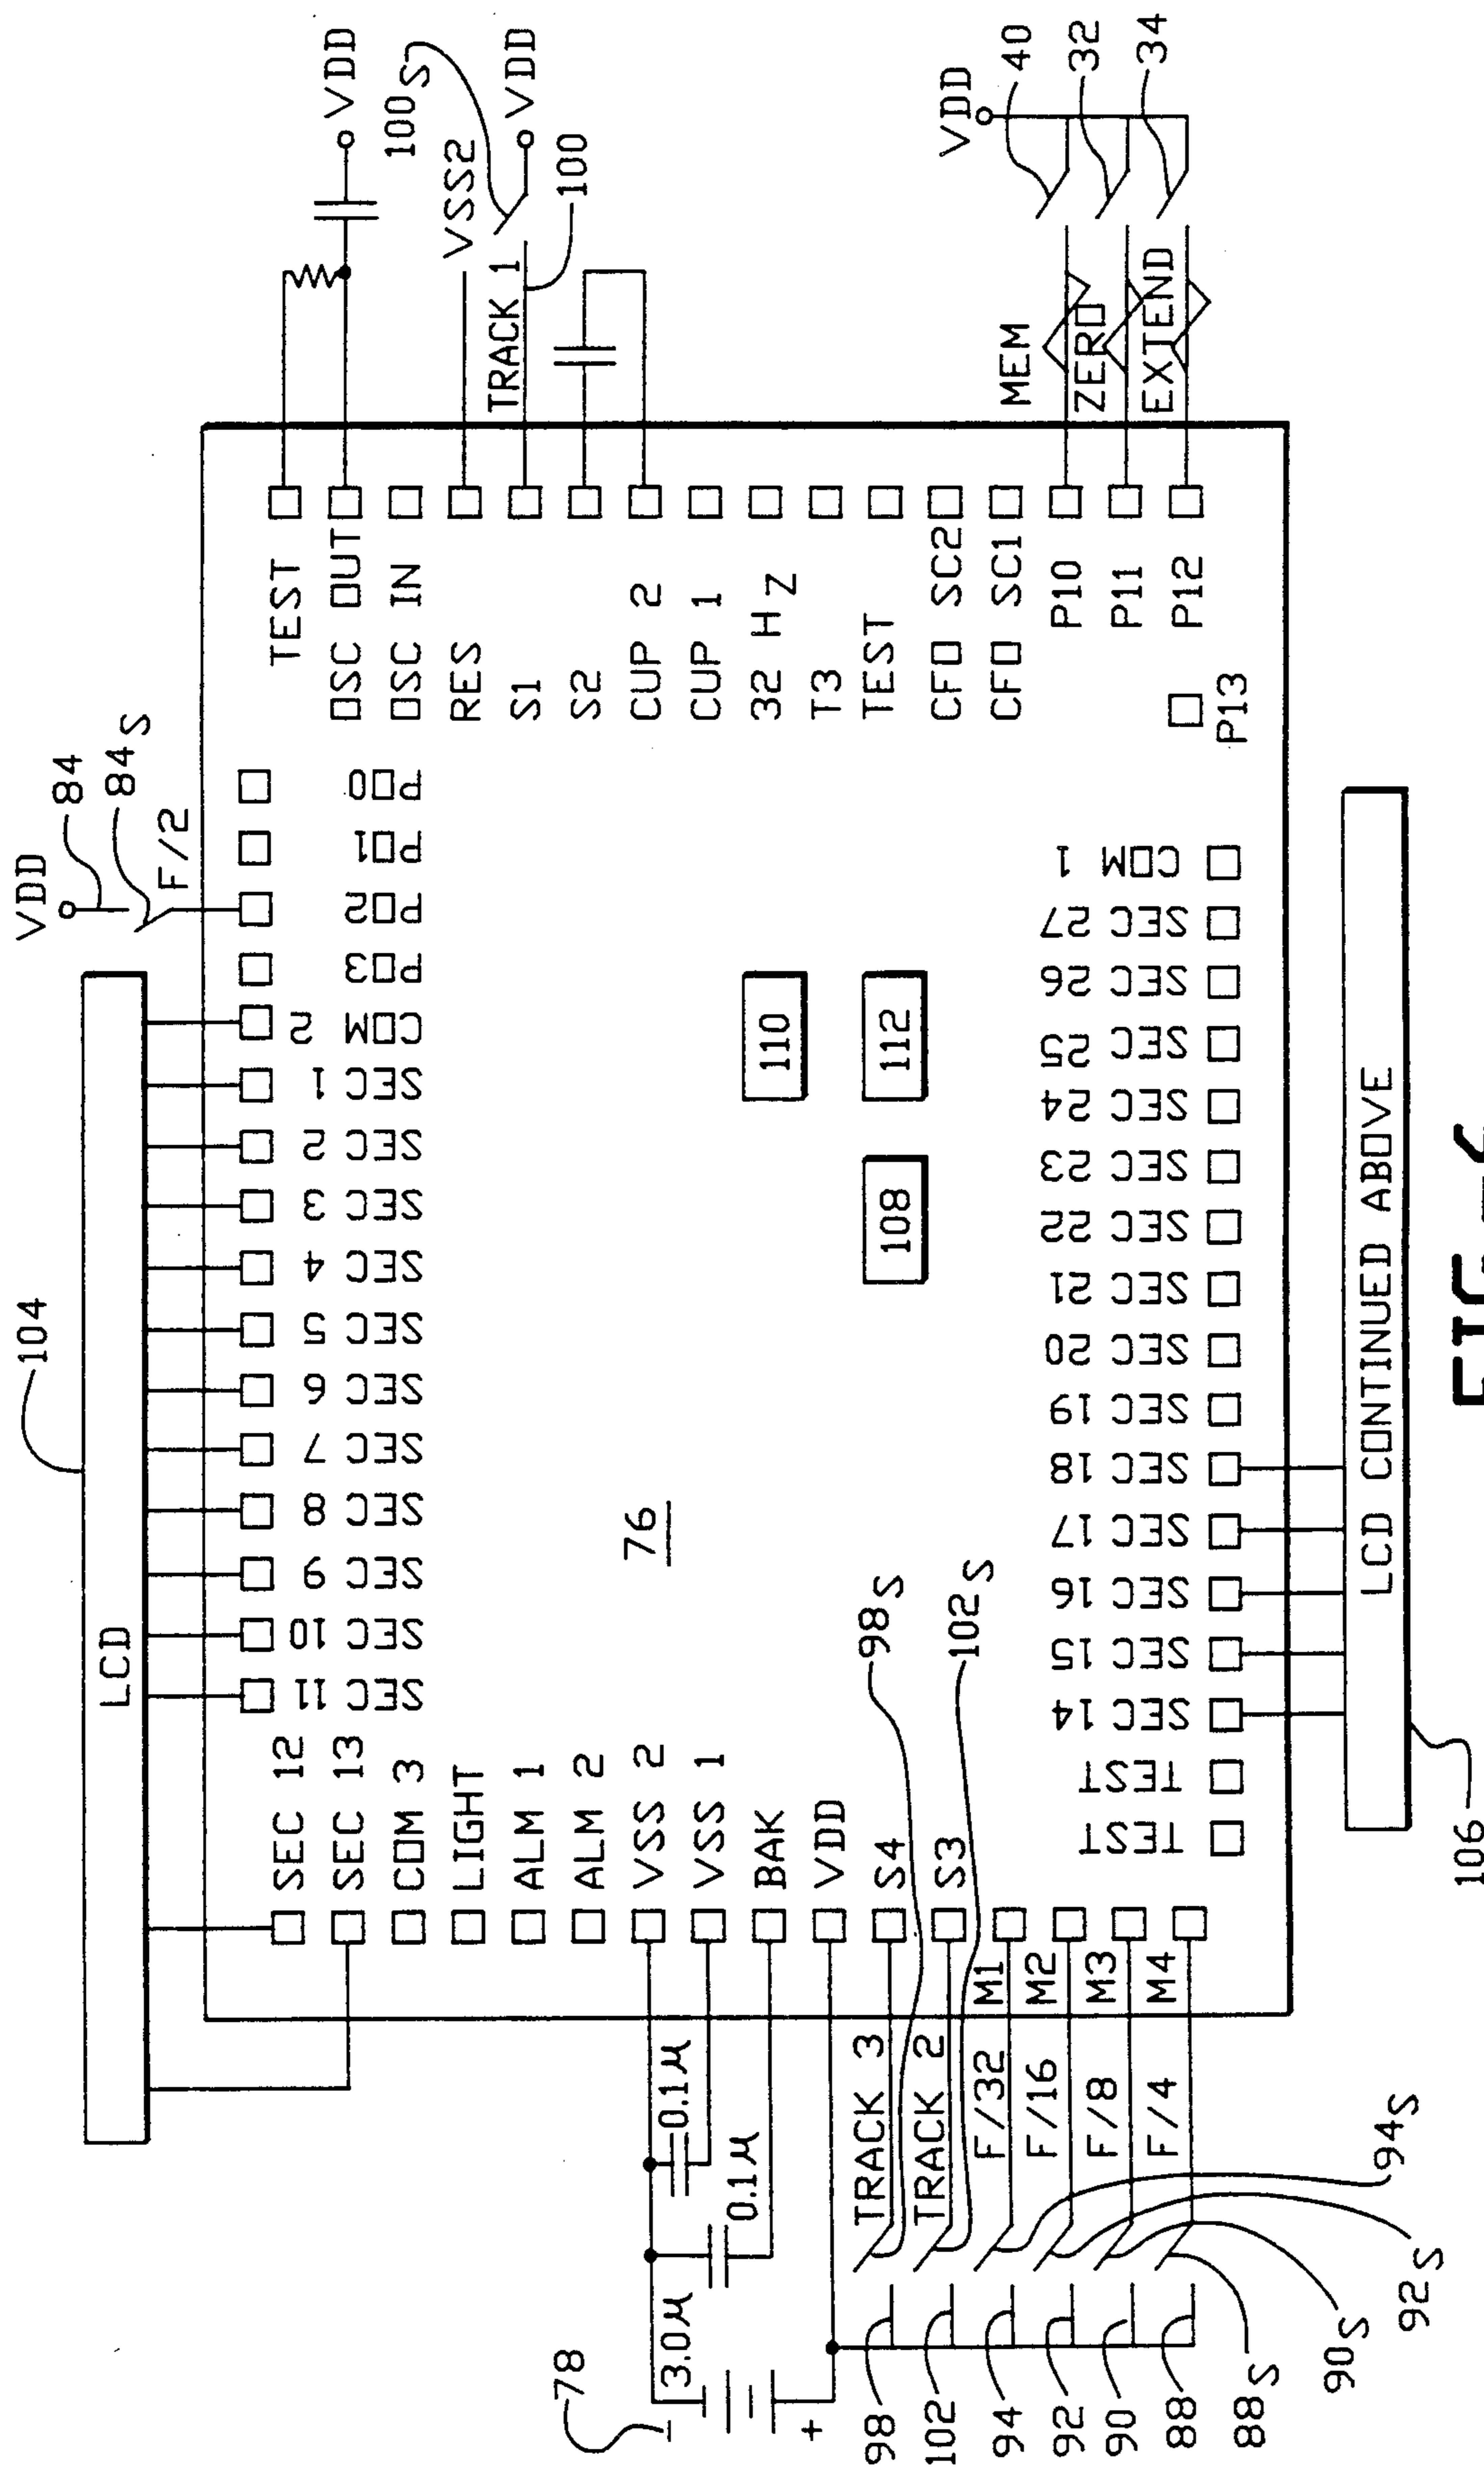 104
LCD
VDD
84
84S
F/2
VDD
100S
VSS2
VDD
TRACK 1
100
SEC 12
SEC 13
COM 3
LIGHT
ALM 1
ALM 2
VSS 2
VSS 1
BAK
VDD
S4
S3
M1
M2
M3
M4
SEC 11
SEC 10
SEC 9
SEC 8
SEC 7
SEC 6
SEC 5
SEC 4
SEC 3
SEC 2
SEC 1
COM 2
PO3
PO2
PO1
PO0
TEST
OSC OUT
OSC IN
RES
S1
S2
CUP 2
CUP 1
32 HZ
T3
TEST
CFO SC2
CFO SC1
P10
P11
P12
P13
76
110
112
108
78
3.0μ
0.1μ
0.1μ
+
TRACK 3
TRACK 2
F/32
F/16
F/8
F/4
98S
102S
98
102
94
92
90
88
88S
90S
92S
94S
MEM
ZERO
EXTEND
VDD
40
32
34
TEST
TEST
SEC 14
SEC 15
SEC 16
SEC 17
SEC 18
SEC 19
SEC 20
SEC 21
SEC 22
SEC 23
SEC 24
SEC 25
SEC 26
SEC 27
COM 1
LCD CONTINUED ABOVE
106